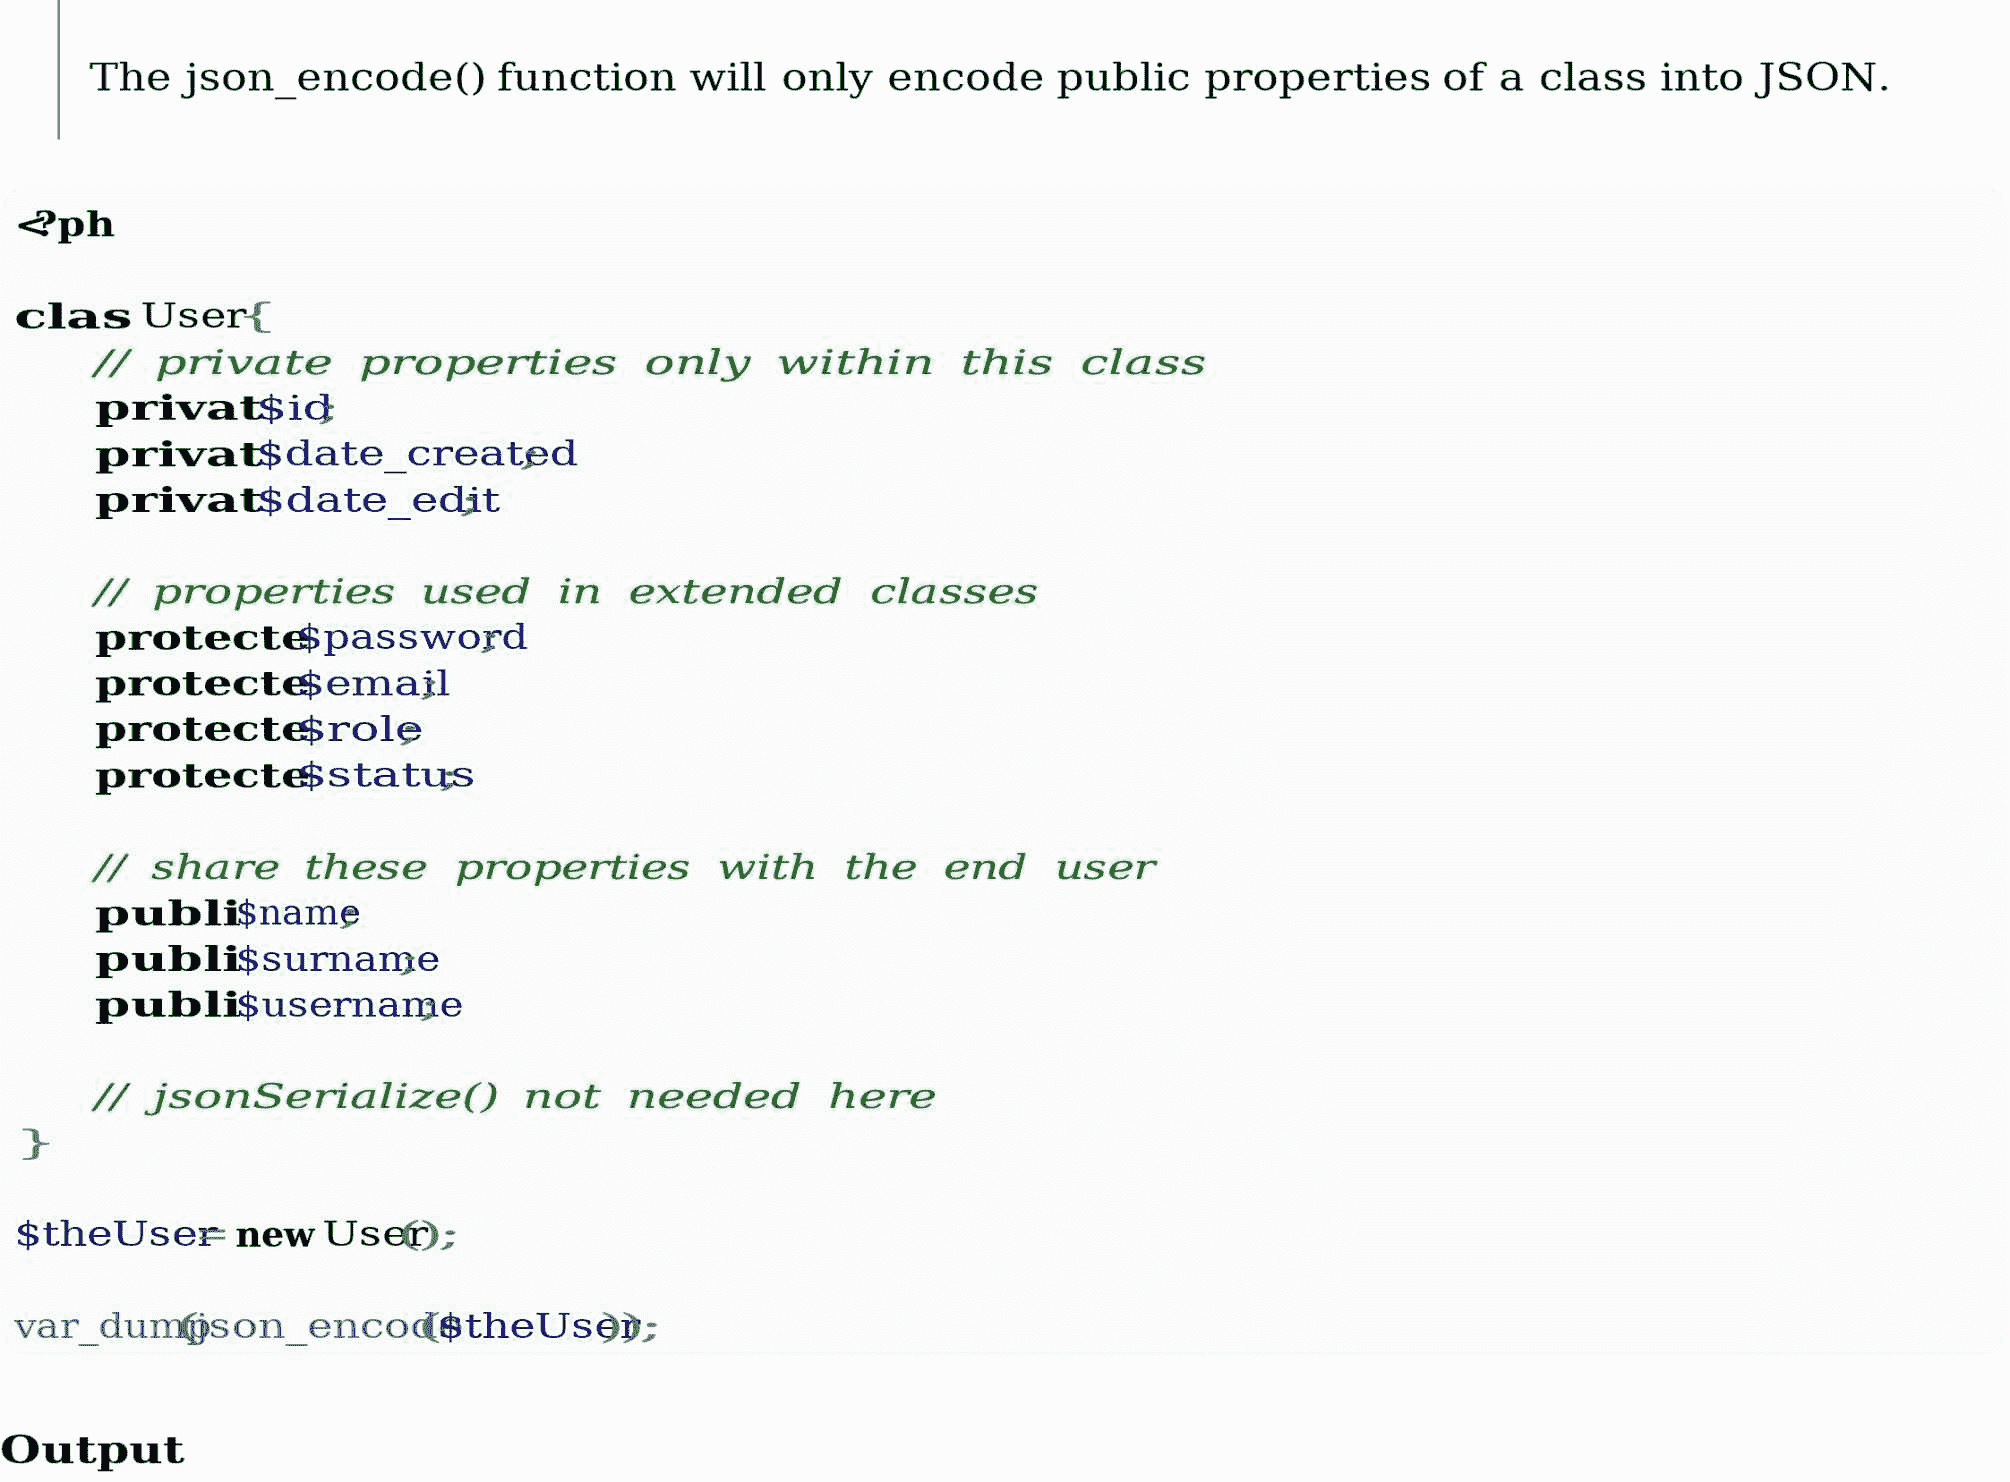 The json_encode() function will only encode public properties of a class into JSON.
<?ph
clas User{
// private properties only within this class
privat$id;
privat$date_created;
privat$date_edit;
// properties used in extended classes
protecte$password;
protecte$email;
protecte$role;
protecte$status;
// share these properties with the end user
publi$name;
publi$surname;
publi$username;
// jsonSerialize() not needed here
}
$theUser= new User();
var_dump(json_encode($theUser));
Output